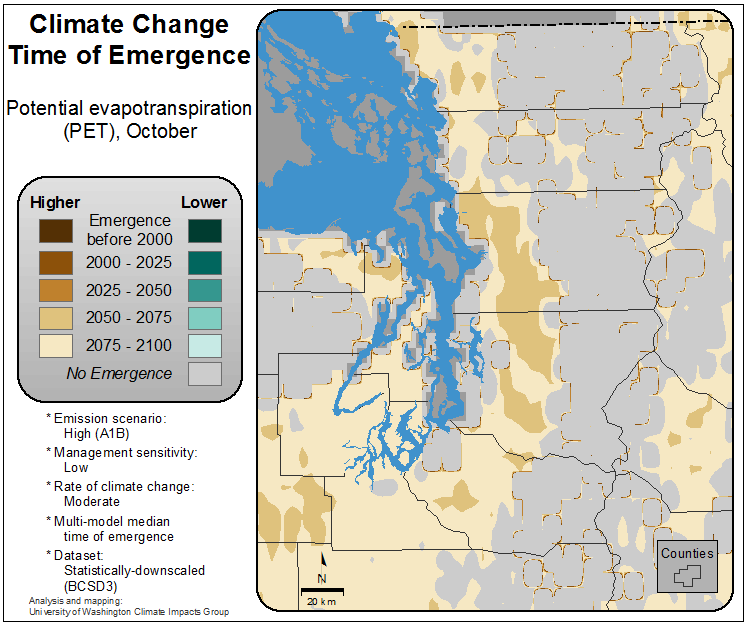 Climate Change
Time of Emergence
Potential evapotranspiration
(PET), October
Higher Lower
Emergence
before 2000
2000 - 2025
2025 - 2050
2050 - 2075
2075 - 2100
No Emergence
* Emission scenario:
High (A1B)
* Management sensitivity:
Low
* Rate of climate change:
Moderate
* Multi-model median
time of emergence
* Dataset:
Statistically-downscaled
(BCSD3)
Analysis and mapping:
University of Washington Climate Impacts Group
N
20 km
Counties